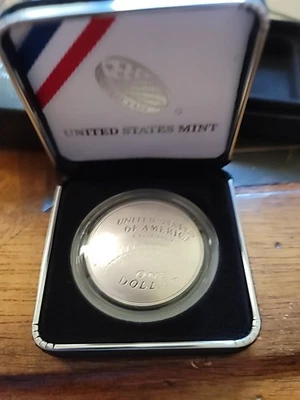 UNITED STATES MINT
UNITED STATES
OF AMERICA
ONE
DOLLAR